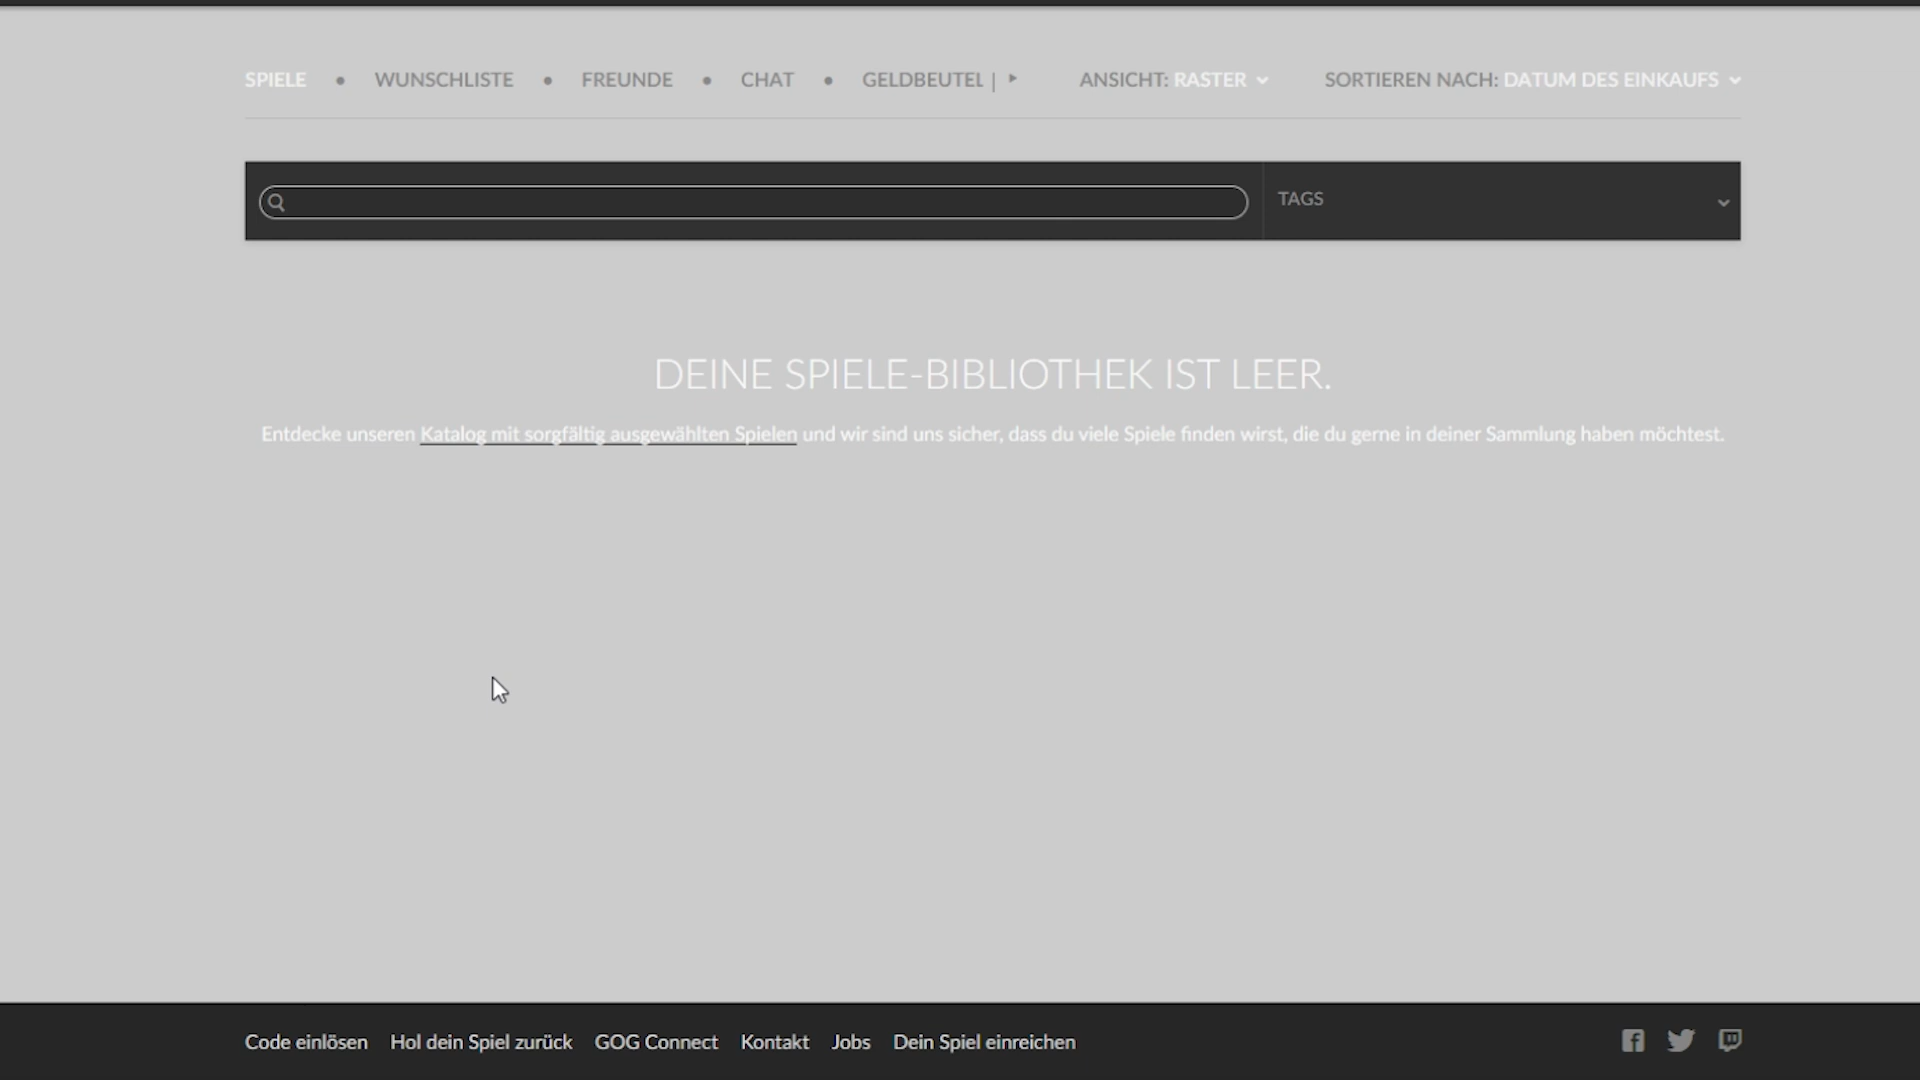 SPIELE • WUNSCHLISTE • FREUNDE • CHAT • GELDBEUTEL | ANSICHT: RASTER SORTIEREN NACH: DATUM DES EINKAUFS
TAGS
DEINE SPIELE-BIBLIOTHEK IST LEER.
Entdecke unseren Katalog mit sorgfältig ausgewählten Spielen und wir sind uns sicher, dass du viele Spiele finden wirst, die du gerne in deiner Sammlung haben möchtest.
Code einlösen Hol dein Spiel zurück GOG Connect Kontakt Jobs Dein Spiel einreichen